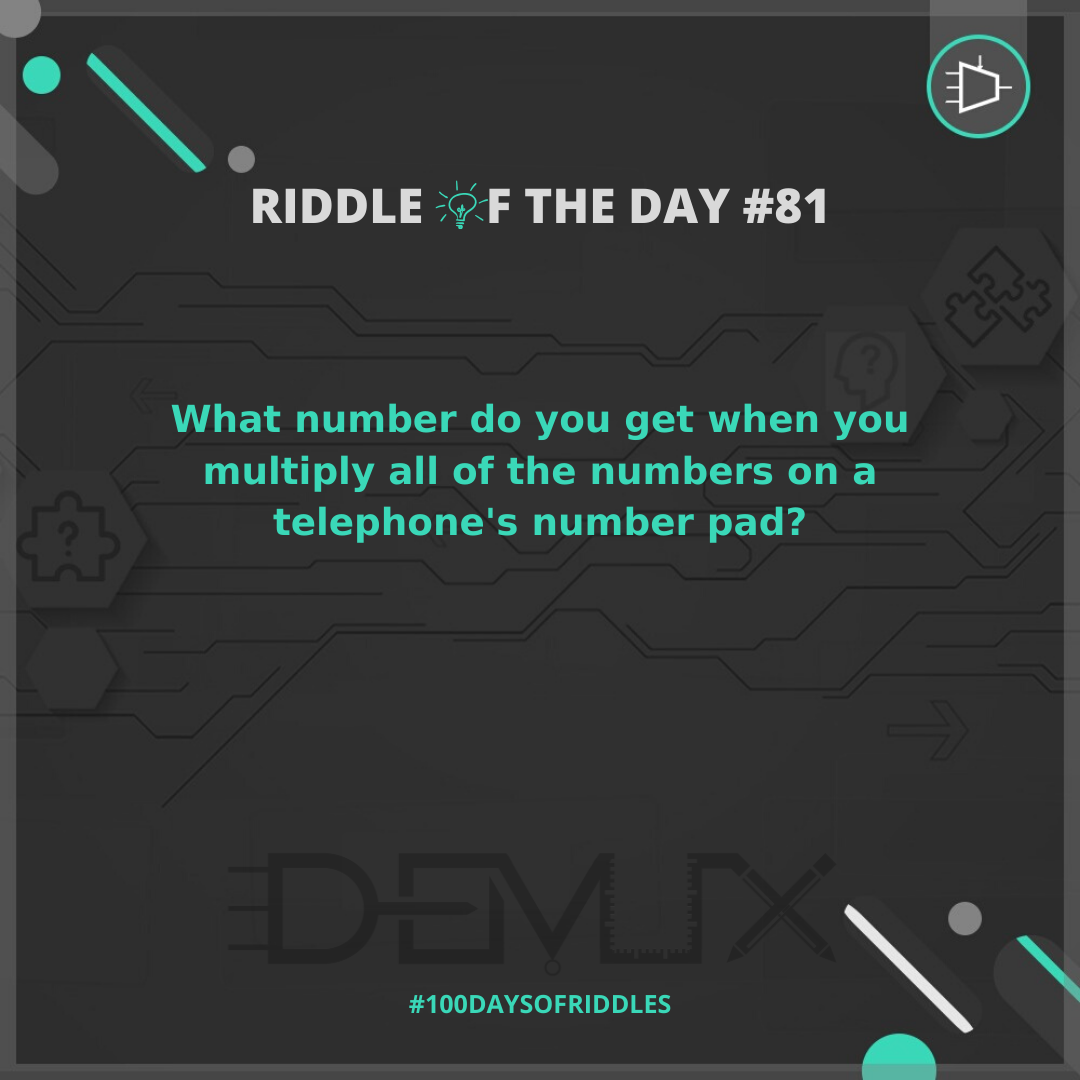 RIDDLE OF THE DAY #81
What number do you get when you
multiply all of the numbers on a
telephone's number pad?
DEMUX
#100DAYSOFRIDDLES